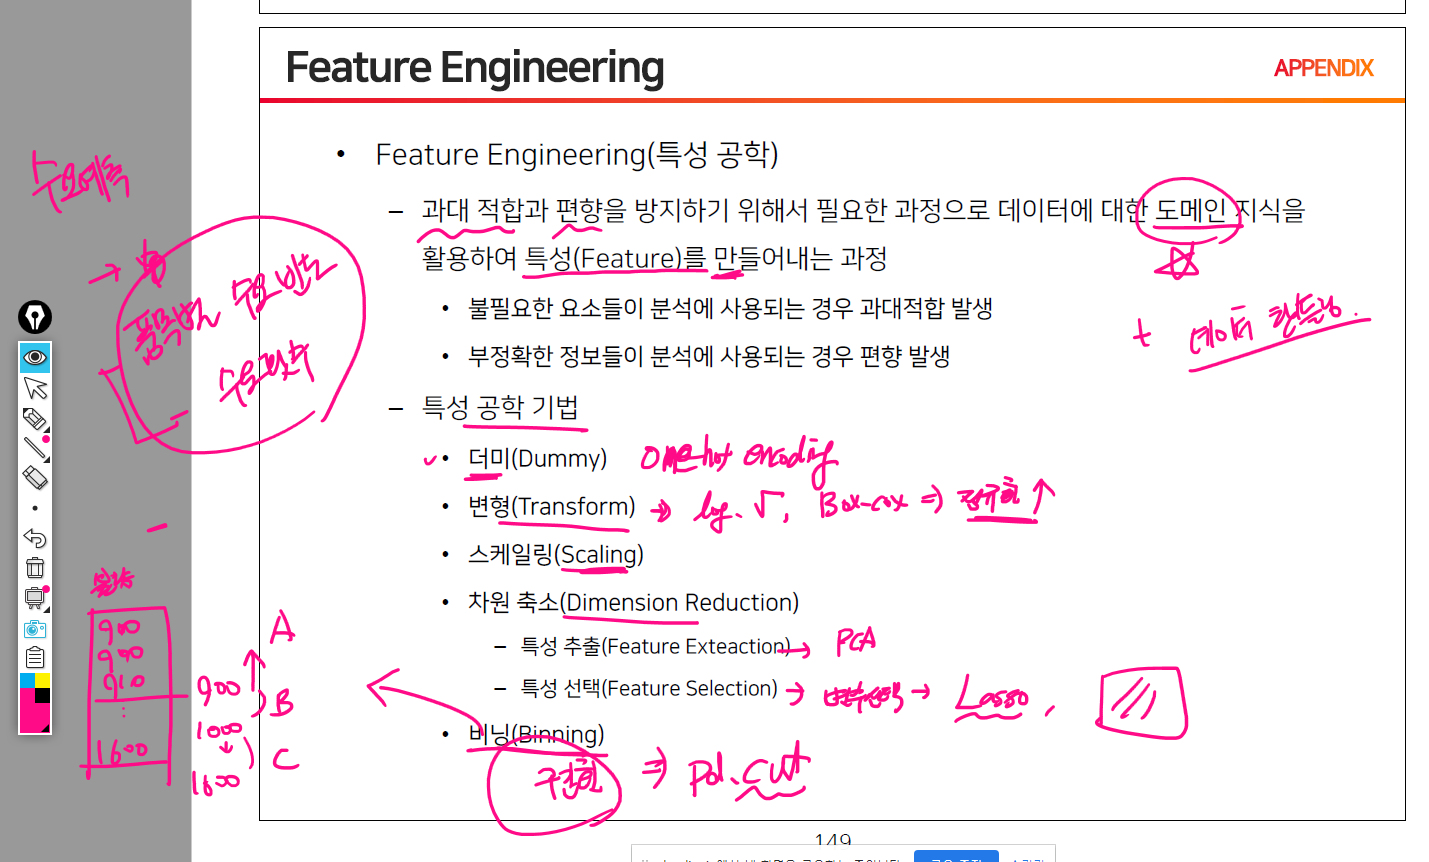 Feature Engineering
APPENDIX
• Feature Engineering(특성 공학)
– 과대 적합과 편향을 방지하기 위해서 필요한 과정으로 데이터에 대한 도메인 지식을
활용하여 특성(Feature)를 만들어내는 과정
• 불필요한 요소들이 분석에 사용되는 경우 과대적합 발생
• 부정확한 정보들이 분석에 사용되는 경우 편향 발생
+ 데이터 핸들링.
– 특성 공학 기법
• 더미(Dummy) One hot encoding
• 변형(Transform) → log. √, Box-cox ⇒ 정규화 ↑
• 스케일링(Scaling)
• 차원 축소(Dimension Reduction)
– 특성 추출(Feature Exteaction) → PCA
– 특성 선택(Feature Selection) → 변수선택 → Lasso,
• 비닝(Binning)
구간화 ⇒ pd.cut
수요예측
품목별 수요 빈도
900
1000
1600
A
B
C
910
1600
149